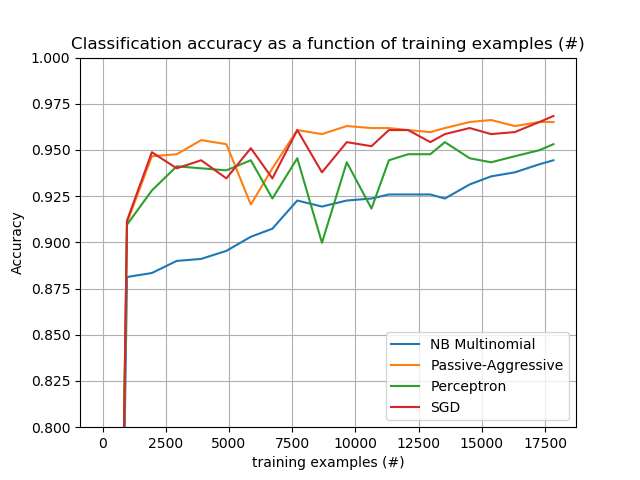 Classification accuracy as a function of training examples (#)
1.000
0.975
0.950
0.925
0.900
0.875
0.850
0.825
0.800
Accuracy
NB Multinomial
Passive-Aggressive
Perceptron
SGD
0 2500 5000 7500 10000 12500 15000 17500
training examples (#)